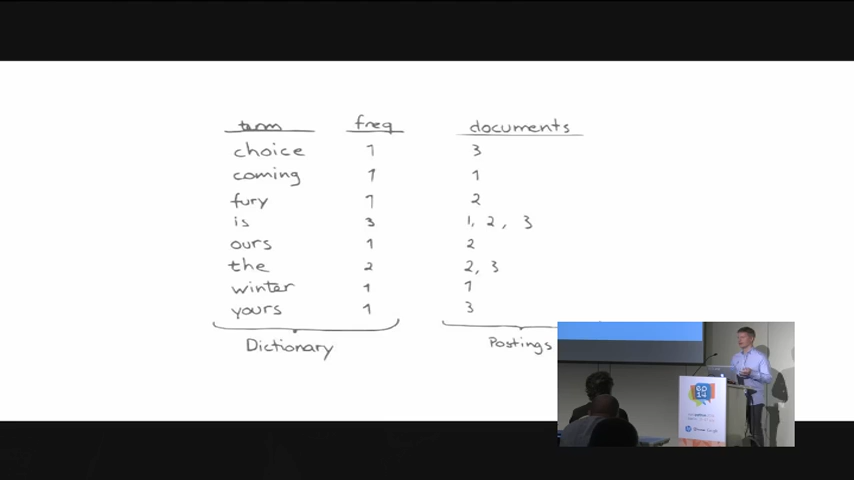 term freq documents
choice 1 3
coming 1 1
fury 1 2
is 3 1, 2, 3
ours 1 2
the 2 2, 3
winter 1 1
yours 1 3
Dictionary Postings